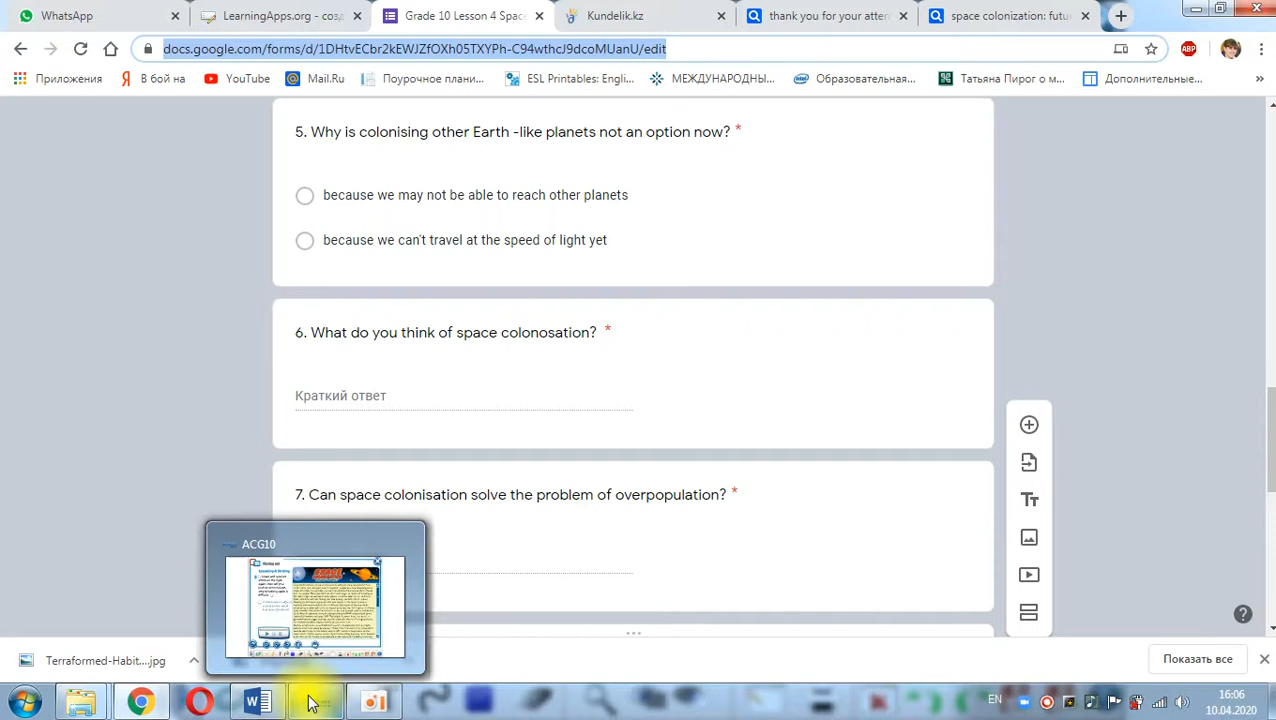 WhatsApp
LearningApps.org - созд
Grade 10 Lesson 4 Space
Kundelik.kz
thank you for your atter
space colonization: futu
docs.google.com/forms/d/1DHtvECbr2kEWJZfOXh05TXYPh-C94wthcJ9dcoMUanU/edit
ABP
Приложения
В бой на
YouTube
Mail.Ru
Поурочное плани...
ESL Printables: Engli...
МЕЖДУНАРОДНЫ...
Образовательная...
Татьяна Пирог о м...
Дополнительные...
»
5. Why is colonising other Earth -like planets not an option now? *
because we may not be able to reach other planets
because we can't travel at the speed of light yet
6. What do you think of space colonosation? *
Краткий ответ
7. Can space colonisation solve the problem of overpopulation? *
Tт
ACG10
Terraformed-Habit....jpg
Показать все
EN
16:06
10.04.2020